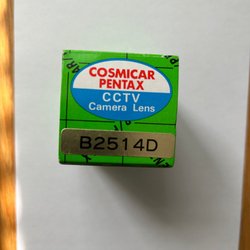 COSMICAR
PENTAX
CCTV
Camera Lens
B2514D